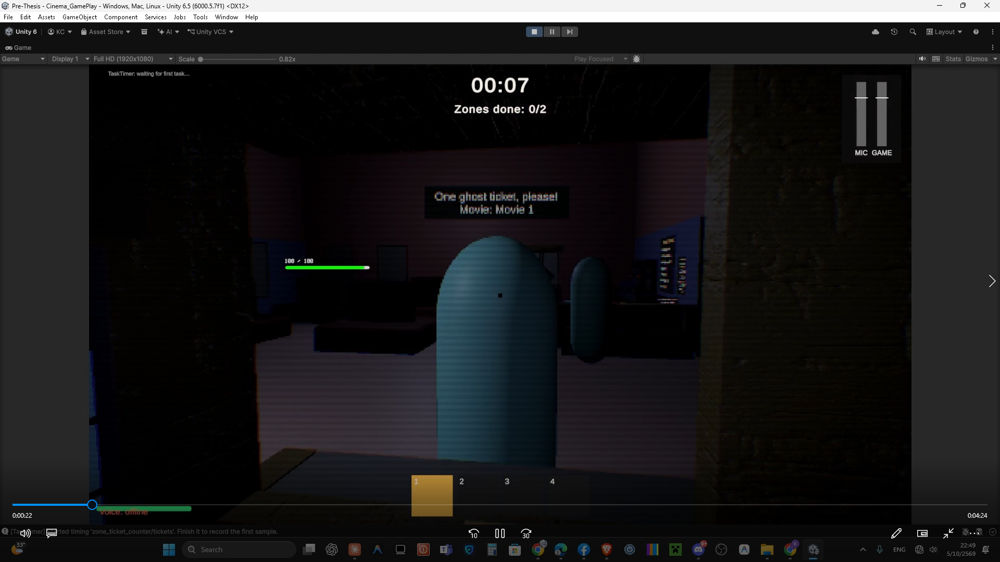 Pre-Thesis - Cinema_GamePlay - Windows, Mac, Linux - Unity 6.5 (6000.5.7f1) <DX12>
File Edit Assets GameObject Component Services Jobs Tools Window Help
Unity 6 KC Asset Store AI Unity VCS Layout
Game
Game Display 1 Full HD (1920x1080) Scale 0.82x Play Focused Stats Gizmos
TaskTimer: waiting for first task...
00:07
Zones done: 0/2
MIC GAME
One ghost ticket, please!
Movie: Movie 1
100 / 100
1 2 3 4
Voice: offline
0:00:22 0:04:24
timing 'zone_ticket_counter/tickets'. Finish it to record the first sample.
10 30
33°
Search
9+
ENG
22:49
5/10/2569